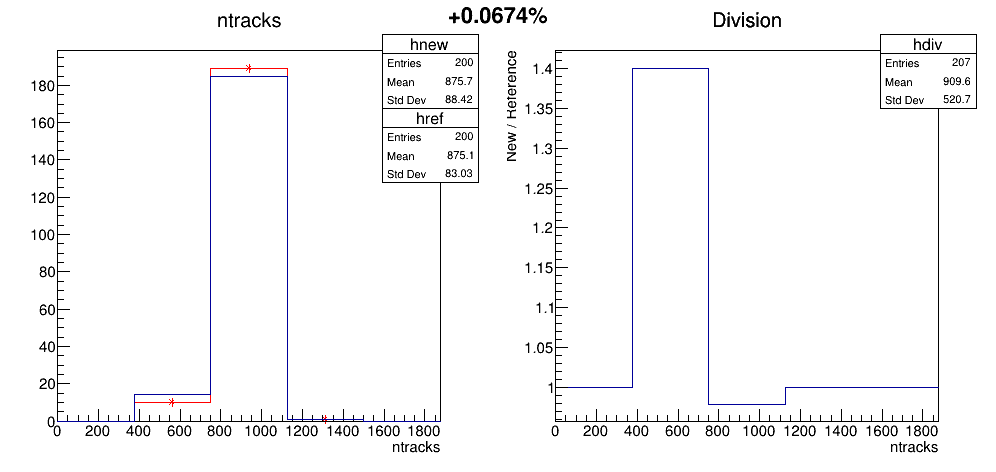 +0.0674%
ntracks
hnew
Entries 200
Mean 875.7
Std Dev 88.42
href
Entries 200
Mean 875.1
Std Dev 83.03
180
160
140
120
100
80
60
40
20
0
0 200 400 600 800 1000 1200 1400 1600 1800
ntracks
Division
hdiv
Entries 207
Mean 909.6
Std Dev 520.7
New / Reference
1.4
1.35
1.3
1.25
1.2
1.15
1.1
1.05
1
0 200 400 600 800 1000 1200 1400 1600 1800
ntracks